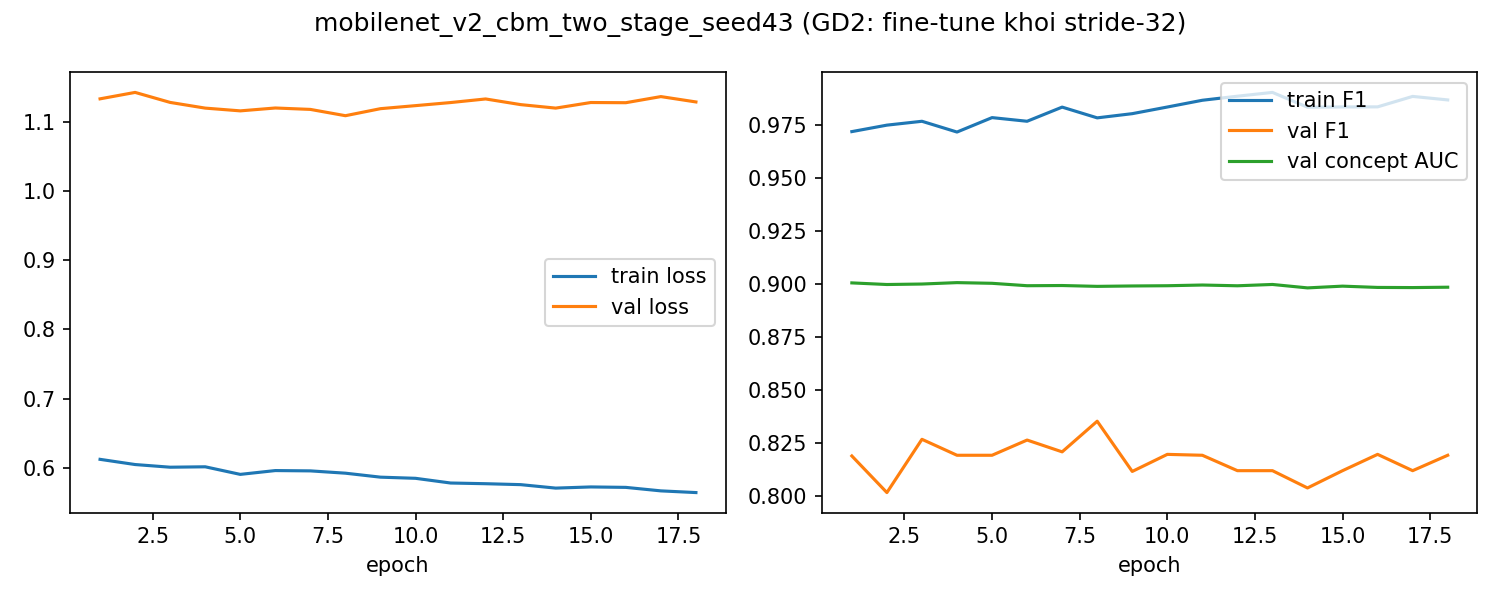 mobilenet_v2_cbm_two_stage_seed43 (GD2: fine-tune khoi stride-32)
1.1
1.0
0.9
0.8
0.7
0.6
train loss
val loss
2.5 5.0 7.5 10.0 12.5 15.0 17.5
epoch
0.975
0.950
0.925
0.900
0.875
0.850
0.825
0.800
train F1
val F1
val concept AUC
2.5 5.0 7.5 10.0 12.5 15.0 17.5
epoch